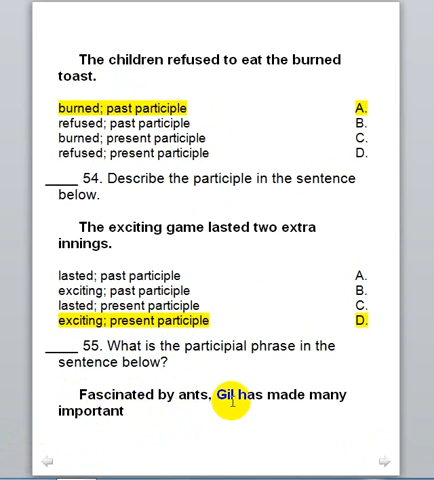 The children refused to eat the burned
toast.
burned; past participle A.
refused; past participle B.
burned; present participle C.
refused; present participle D.
____ 54. Describe the participle in the sentence
below.
The exciting game lasted two extra
innings.
lasted; past participle A.
exciting; past participle B.
lasted; present participle C.
exciting; present participle D.
____ 55. What is the participial phrase in the
sentence below?
Fascinated by ants, Gil has made many
important